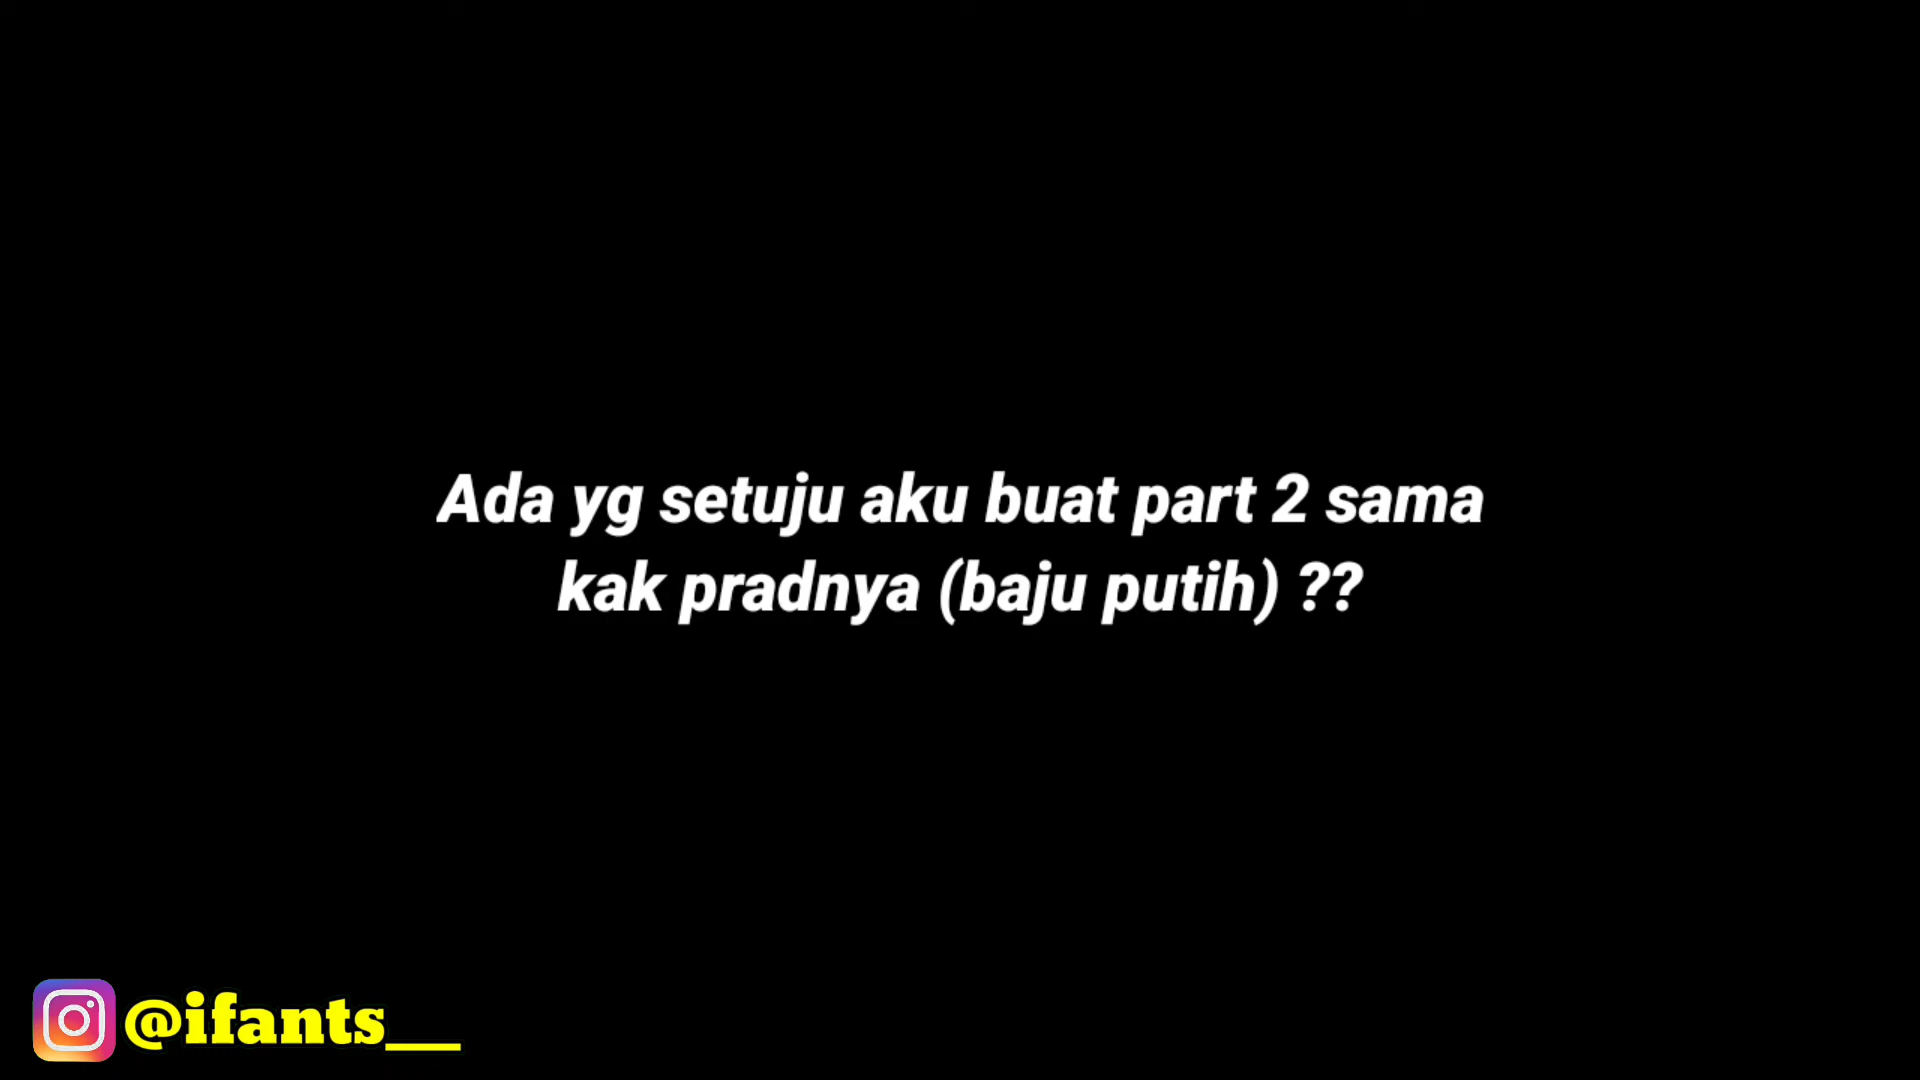 Ada yg setuju aku buat part 2 sama
kak pradnya (baju putih) ??
@ifants__